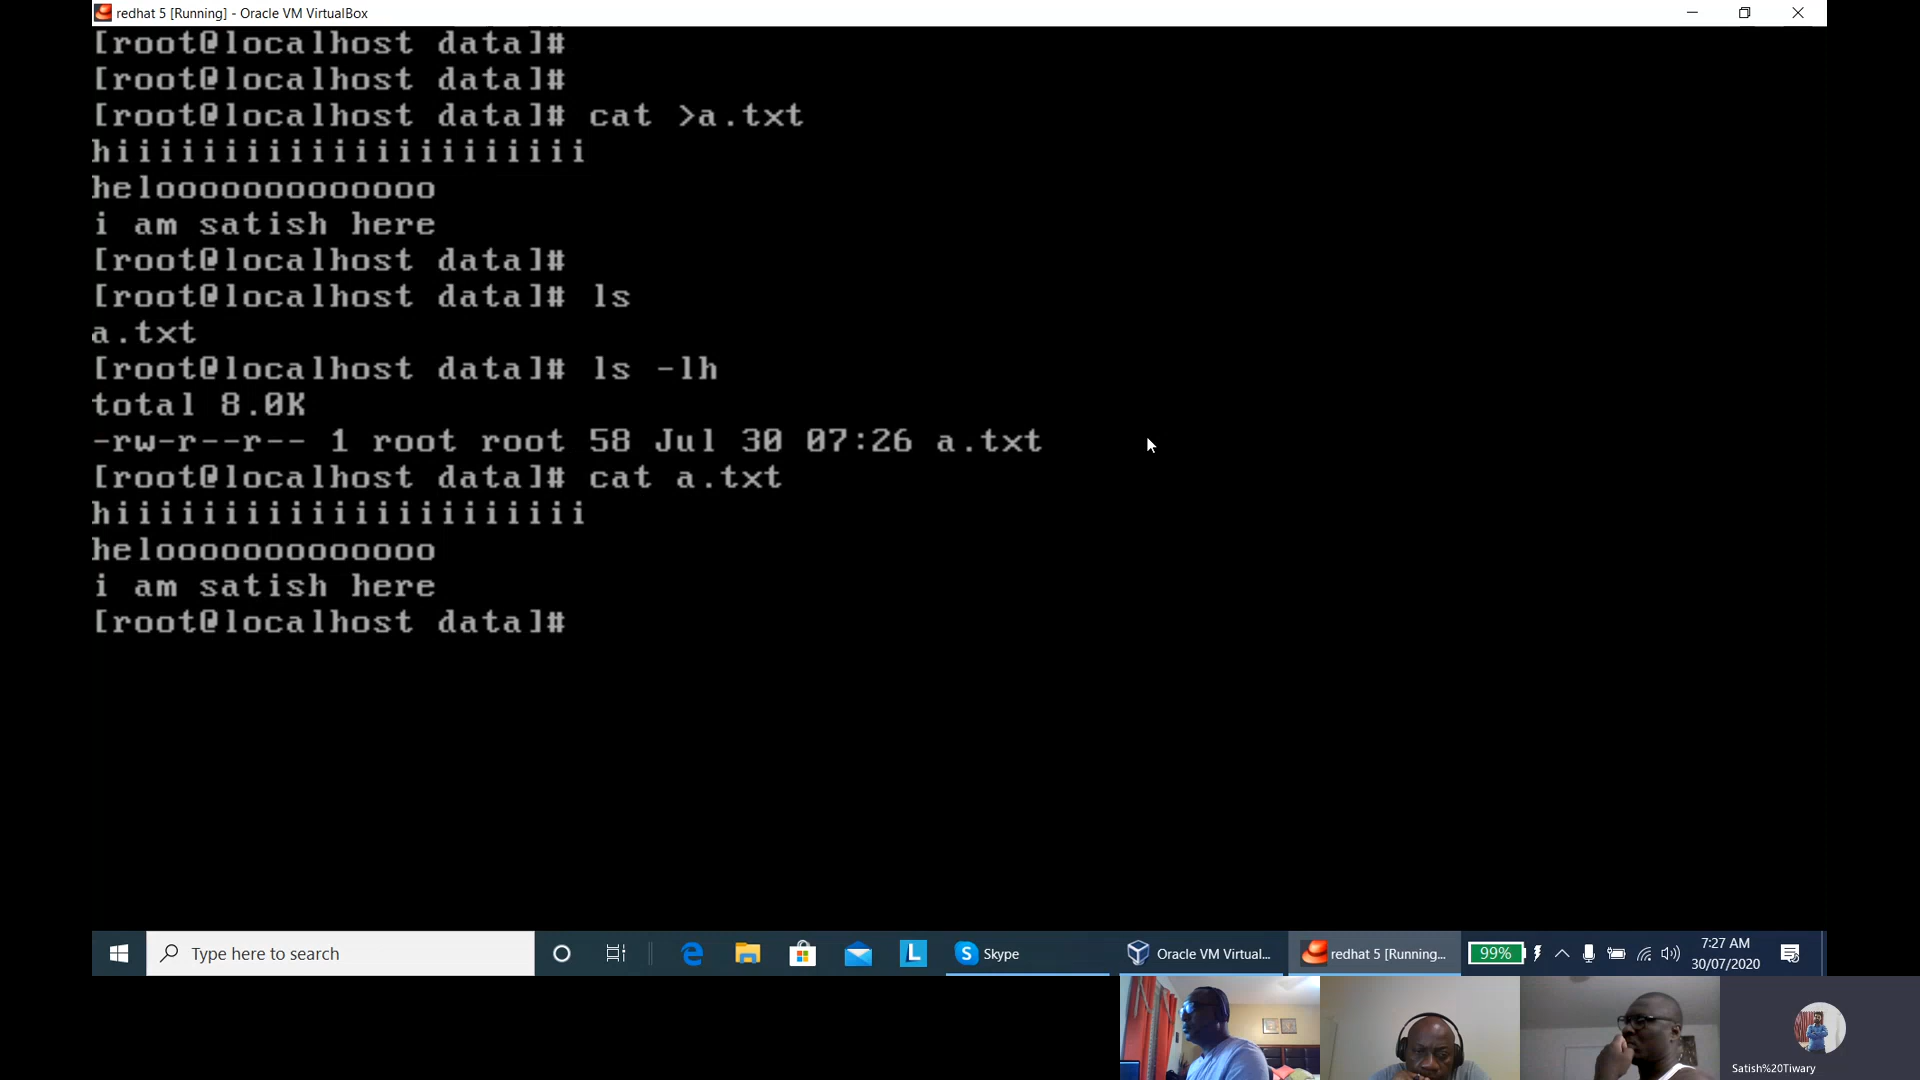 redhat 5 [Running] - Oracle VM VirtualBox
[root@localhost data]#
[root@localhost data]#
[root@localhost data]# cat >a.txt
hiiiiiiiiiiiiiiiiiiiiii
helooooooooooooo
i am satish here
[root@localhost data]#
[root@localhost data]# ls
a.txt
[root@localhost data]# ls -lh
total 8.0K
-rw-r--r-- 1 root root 58 Jul 30 07:26 a.txt
[root@localhost data]# cat a.txt
hiiiiiiiiiiiiiiiiiiiiii
helooooooooooooo
i am satish here
[root@localhost data]#
Type here to search
L
Skype
Oracle VM Virtual...
redhat 5 [Running...
99%
7:27 AM
30/07/2020
Satish%20Tiwary